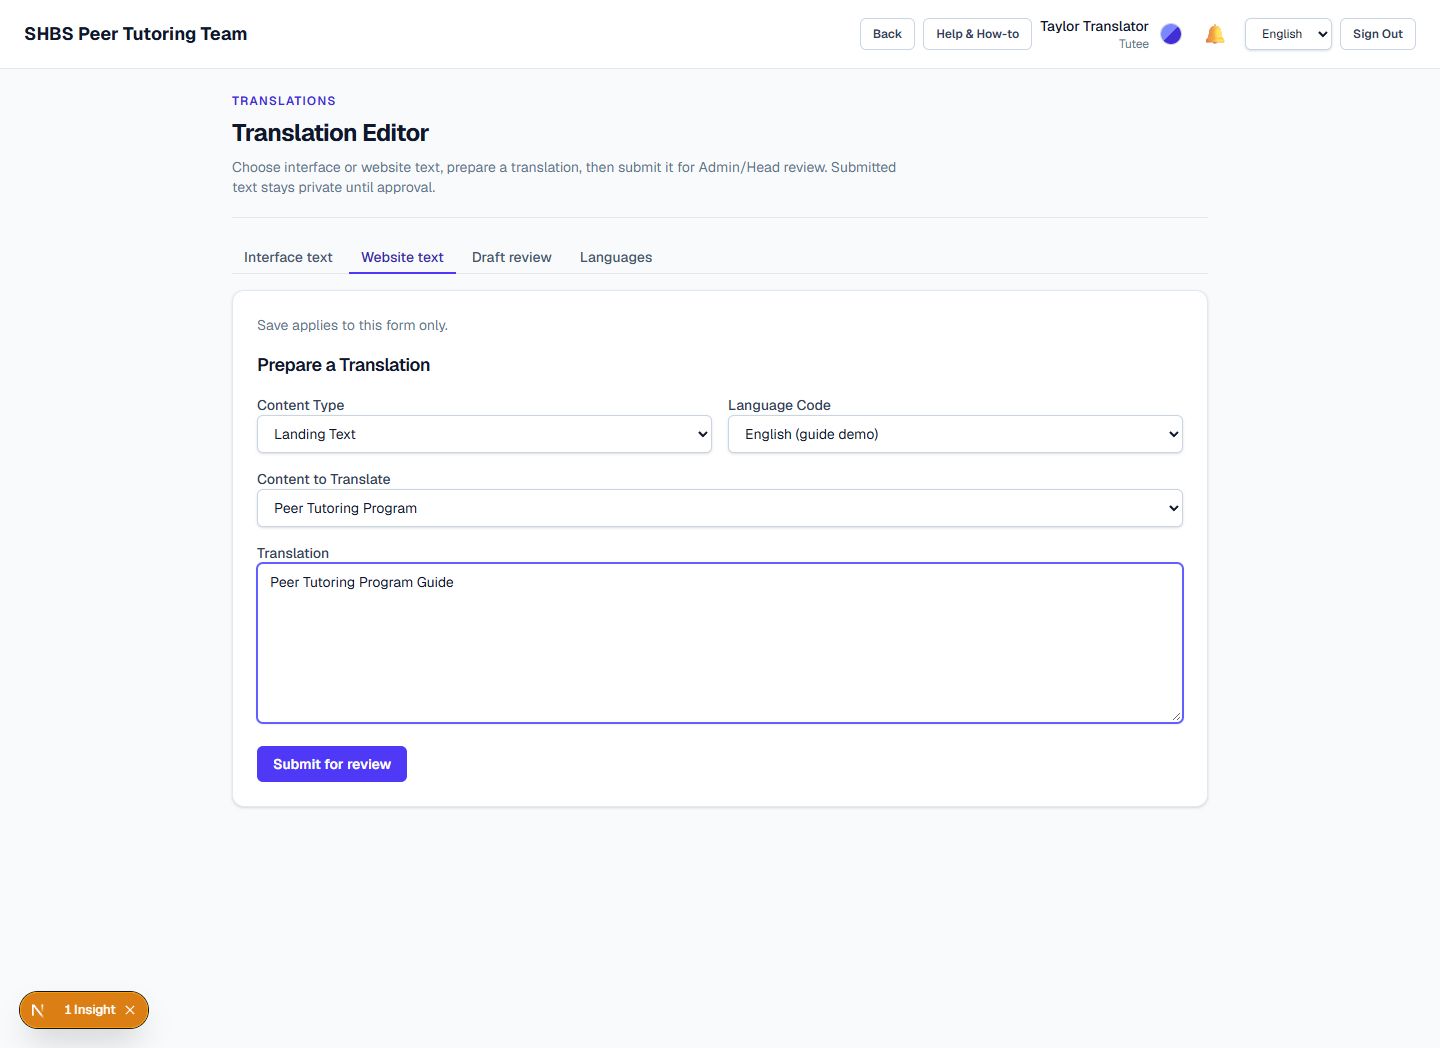 SHBS Peer Tutoring Team
Back
Help & How-to
Taylor Translator
Tutee
English
Sign Out
TRANSLATIONS
Translation Editor
Choose interface or website text, prepare a translation, then submit it for Admin/Head review. Submitted
text stays private until approval.
Interface text
Website text
Draft review
Languages
Save applies to this form only.
Prepare a Translation
Content Type
Language Code
Landing Text
English (guide demo)
Content to Translate
Peer Tutoring Program
Translation
Peer Tutoring Program Guide
Submit for review
N
1 Insight